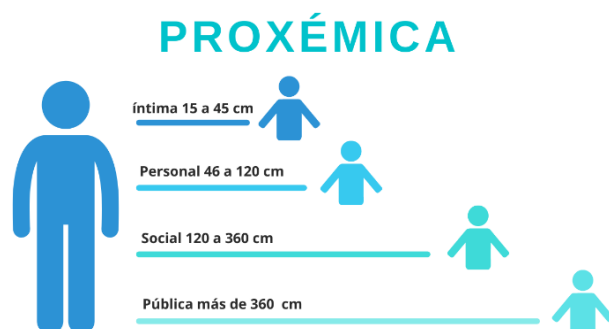 PROXÉMICA
íntima 15 a 45 cm
Personal 46 a 120 cm
Social 120 a 360 cm
Pública más de 360 cm